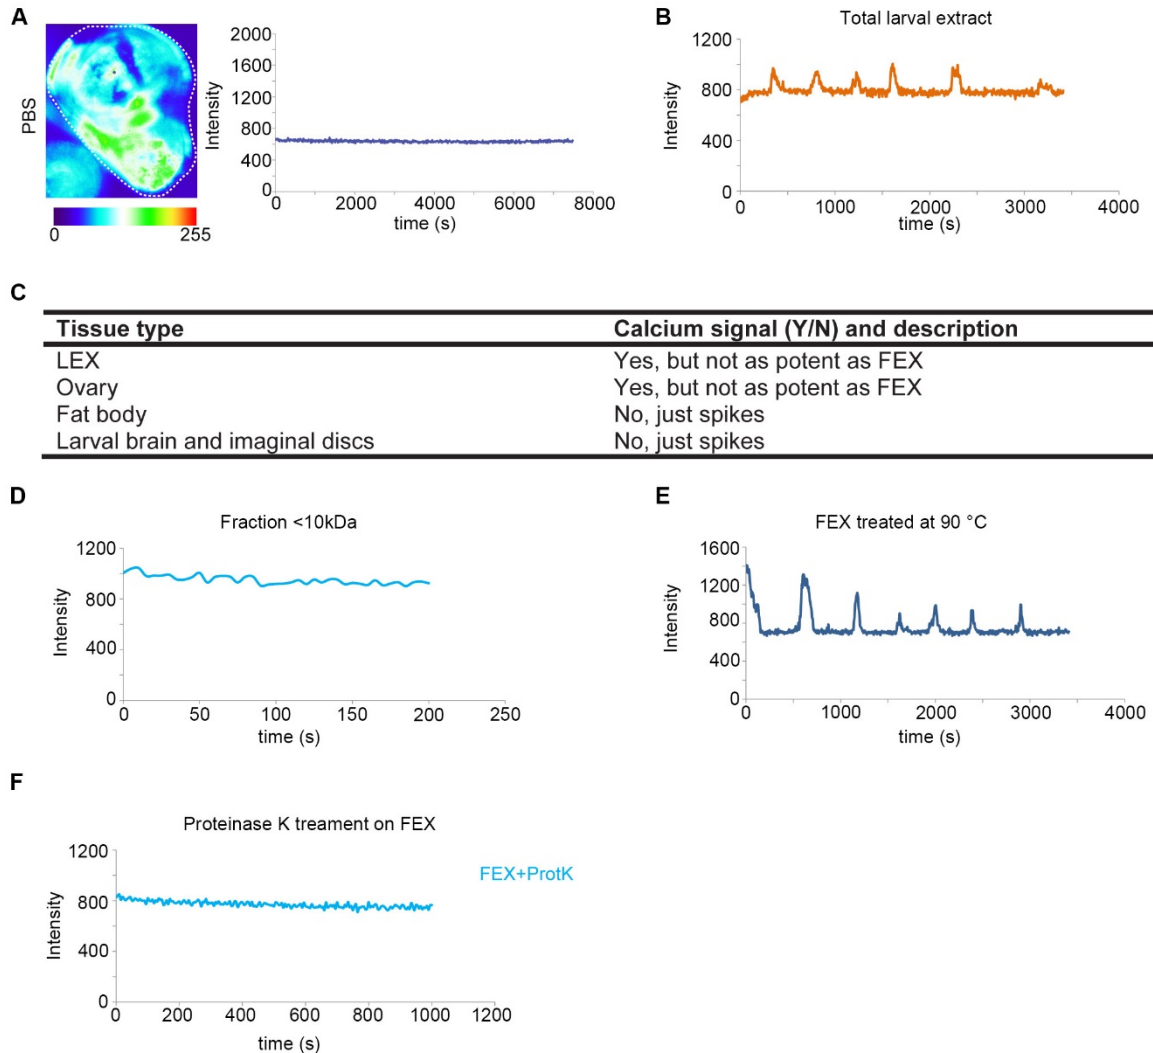 A
PBS
0 255
Intensity
2000
1600
1200
800
400
0
0 2000 4000 6000 8000
time (s)
B
Total larval extract
Intensity
1200
800
400
0
0 1000 2000 3000 4000
time (s)
C
Tissue type Calcium signal (Y/N) and description
LEX Yes, but not as potent as FEX
Ovary Yes, but not as potent as FEX
Fat body No, just spikes
Larval brain and imaginal discs No, just spikes
D
Fraction <10kDa
Intensity
1200
800
400
0
0 50 100 150 200 250
time (s)
E
FEX treated at 90 °C
Intensity
1600
1200
800
400
0
0 1000 2000 3000 4000
time (s)
F
Proteinase K treament on FEX
Intensity
1200
800
400
0
FEX+ProtK
0 200 400 600 800 1000 1200
time (s)